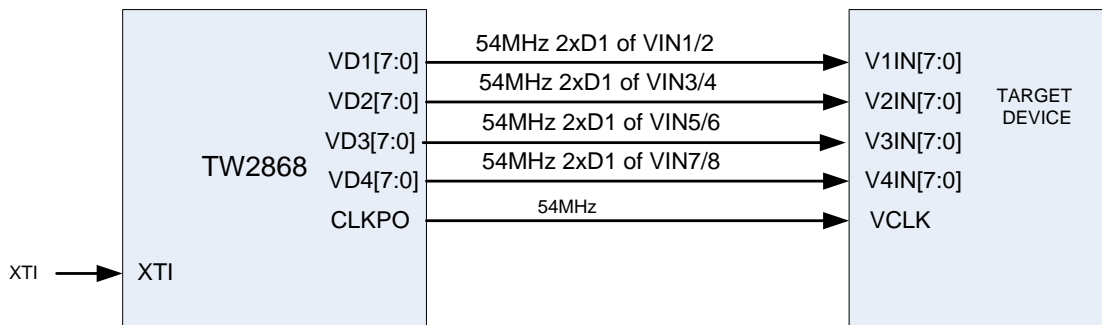 54MHz 2xD1 of VIN1/2
VD1[7:0]
V1IN[7:0]
54MHz 2xD1 of VIN3/4
VD2[7:0]
V2IN[7:0]
TARGET
DEVICE
54MHz 2xD1 of VIN5/6
VD3[7:0]
V3IN[7:0]
TW2868
54MHz 2xD1 of VIN7/8
VD4[7:0]
V4IN[7:0]
54MHz
CLKPO
VCLK
XTI
XTI